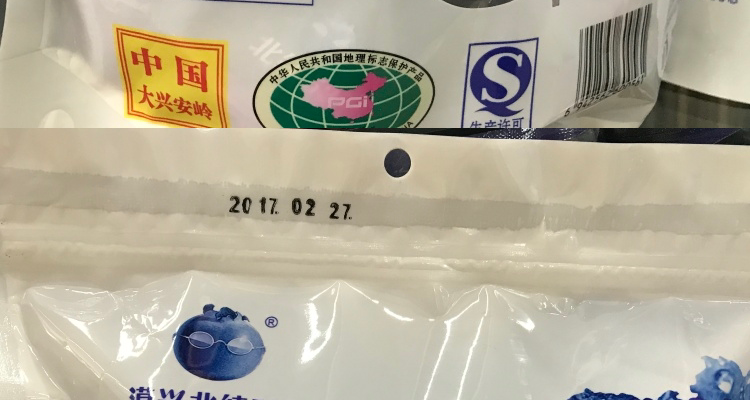 中国
大兴安岭
中华人民共和国地理标志保护产品
PGI
S
生产许可
2017. 02 27.
®